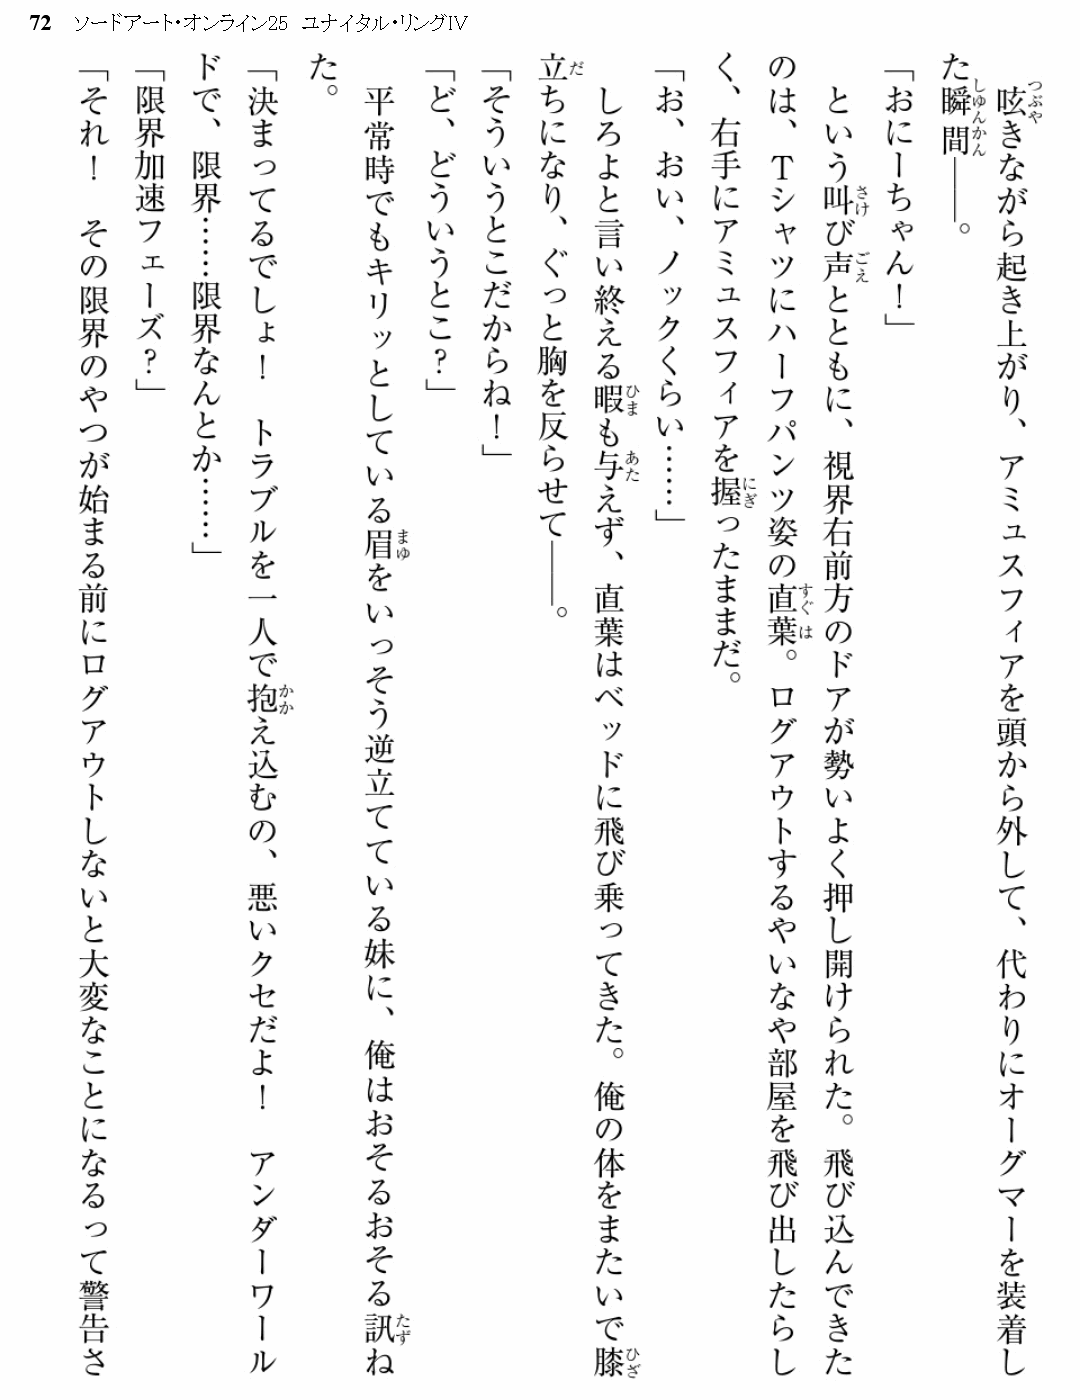 72 ソードアート・オンライン25 ユナイタル・リングIV
呟きながら起き上がり、アミュスフィアを頭から外して、代わりにオーグマーを装着し
た瞬間――。
「おにーちゃん！」
という叫び声とともに、視界右前方のドアが勢いよく押し開けられた。飛び込んできた
のは、Tシャツにハーフパンツ姿の直葉。ログアウトするやいなや部屋を飛び出したらし
く、右手にアミュスフィアを握ったままだ。
「お、おい、ノックくらい……」
しろよと言い終える暇も与えず、直葉はベッドに飛び乗ってきた。俺の体をまたいで膝
立ちになり、ぐっと胸を反らせて――。
「そういうとこだからね！」
「ど、どういうとこ？」
平常時でもキリッとしている眉をいっそう逆立てている妹に、俺はおそるおそる訊ね
た。
「決まってるでしょ！　トラブルを一人で抱え込むの、悪いクセだよ！　アンダーワール
ドで、限界……限界なんとか……」
「限界加速フェーズ？」
「それ！　その限界のやつが始まる前にログアウトしないと大変なことになるって警告さ